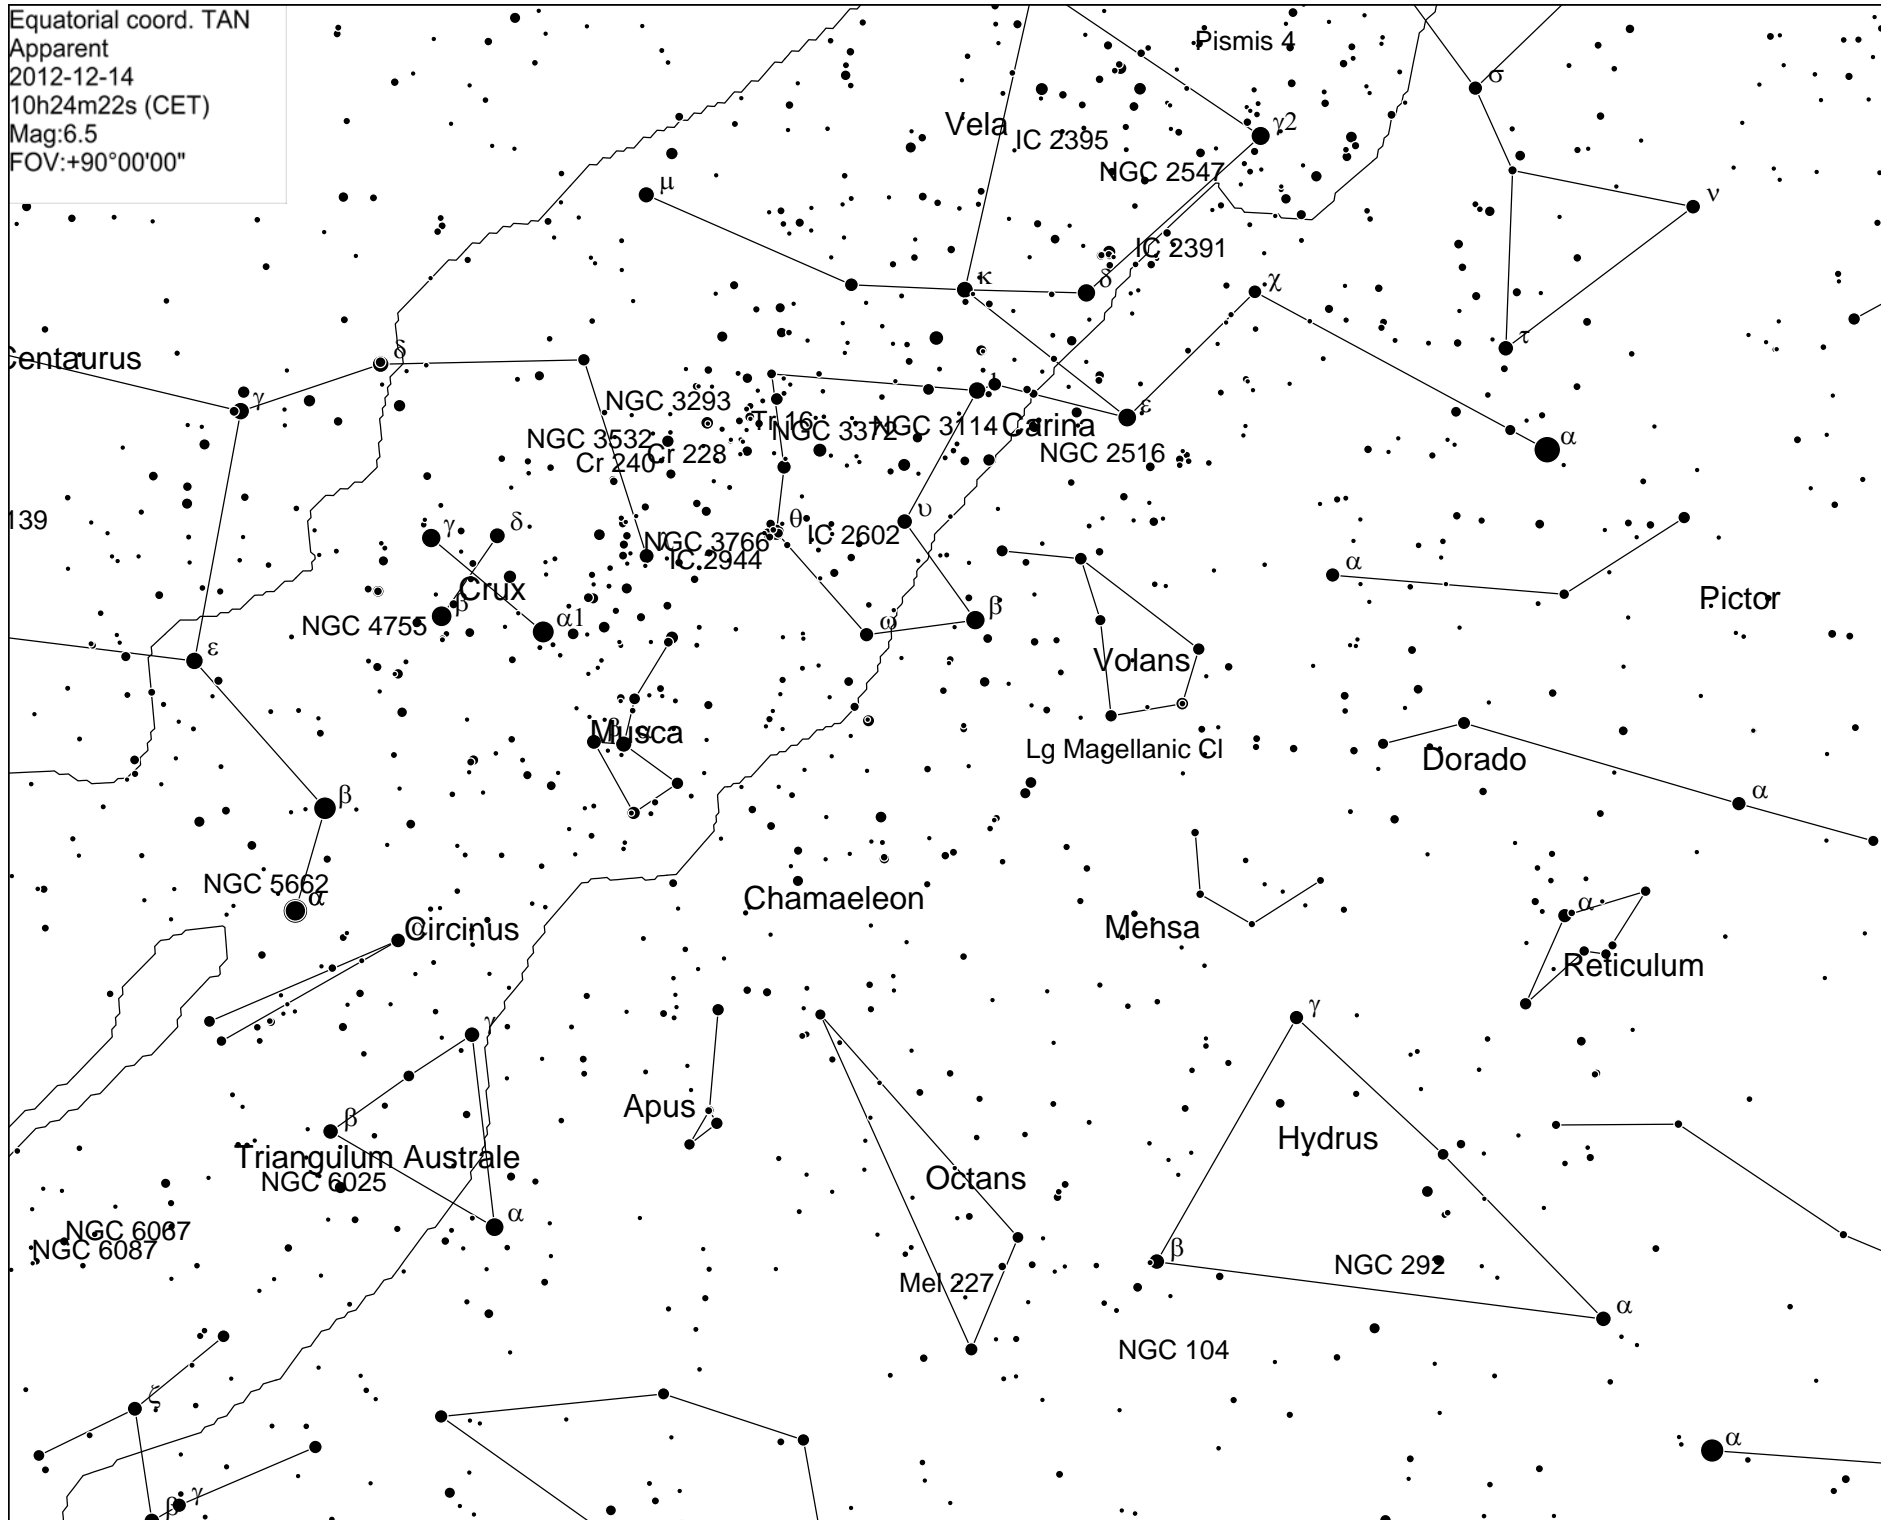 Equatorial coord. TAN
Apparent
2012-12-14
10h24m22s (CET)
Mag:6.5
FOV:+90°00'00"
Pismis 4
σ
Vela
γ2
IC 2395
NGC 2547
μ
ν
IC 2391
κ
δ
χ
τ
Centaurus
δ
γ
ι
ε
NGC 3293
Tr 16
NGC 3372
NGC 3114
Carina
NGC 3532
Cr 228
Cr 240
NGC 2516
α
139
γ
δ
θ
υ
IC 2602
NGC 3766
IC 2944
α
Crux
β
α1
NGC 4755
ω
β
Pictor
ε
Volans
Musca
β
α
Lg Magellanic Cl
Dorado
β
α
NGC 5662
α
Chamaeleon
Circinus
α
Mensa
α
Reticulum
γ
γ
β
Apus
Hydrus
Triangulum Australe
NGC 6025
Octans
α
NGC 6067
NGC 6087
β
NGC 292
Mel 227
α
NGC 104
ζ
α
β
γ